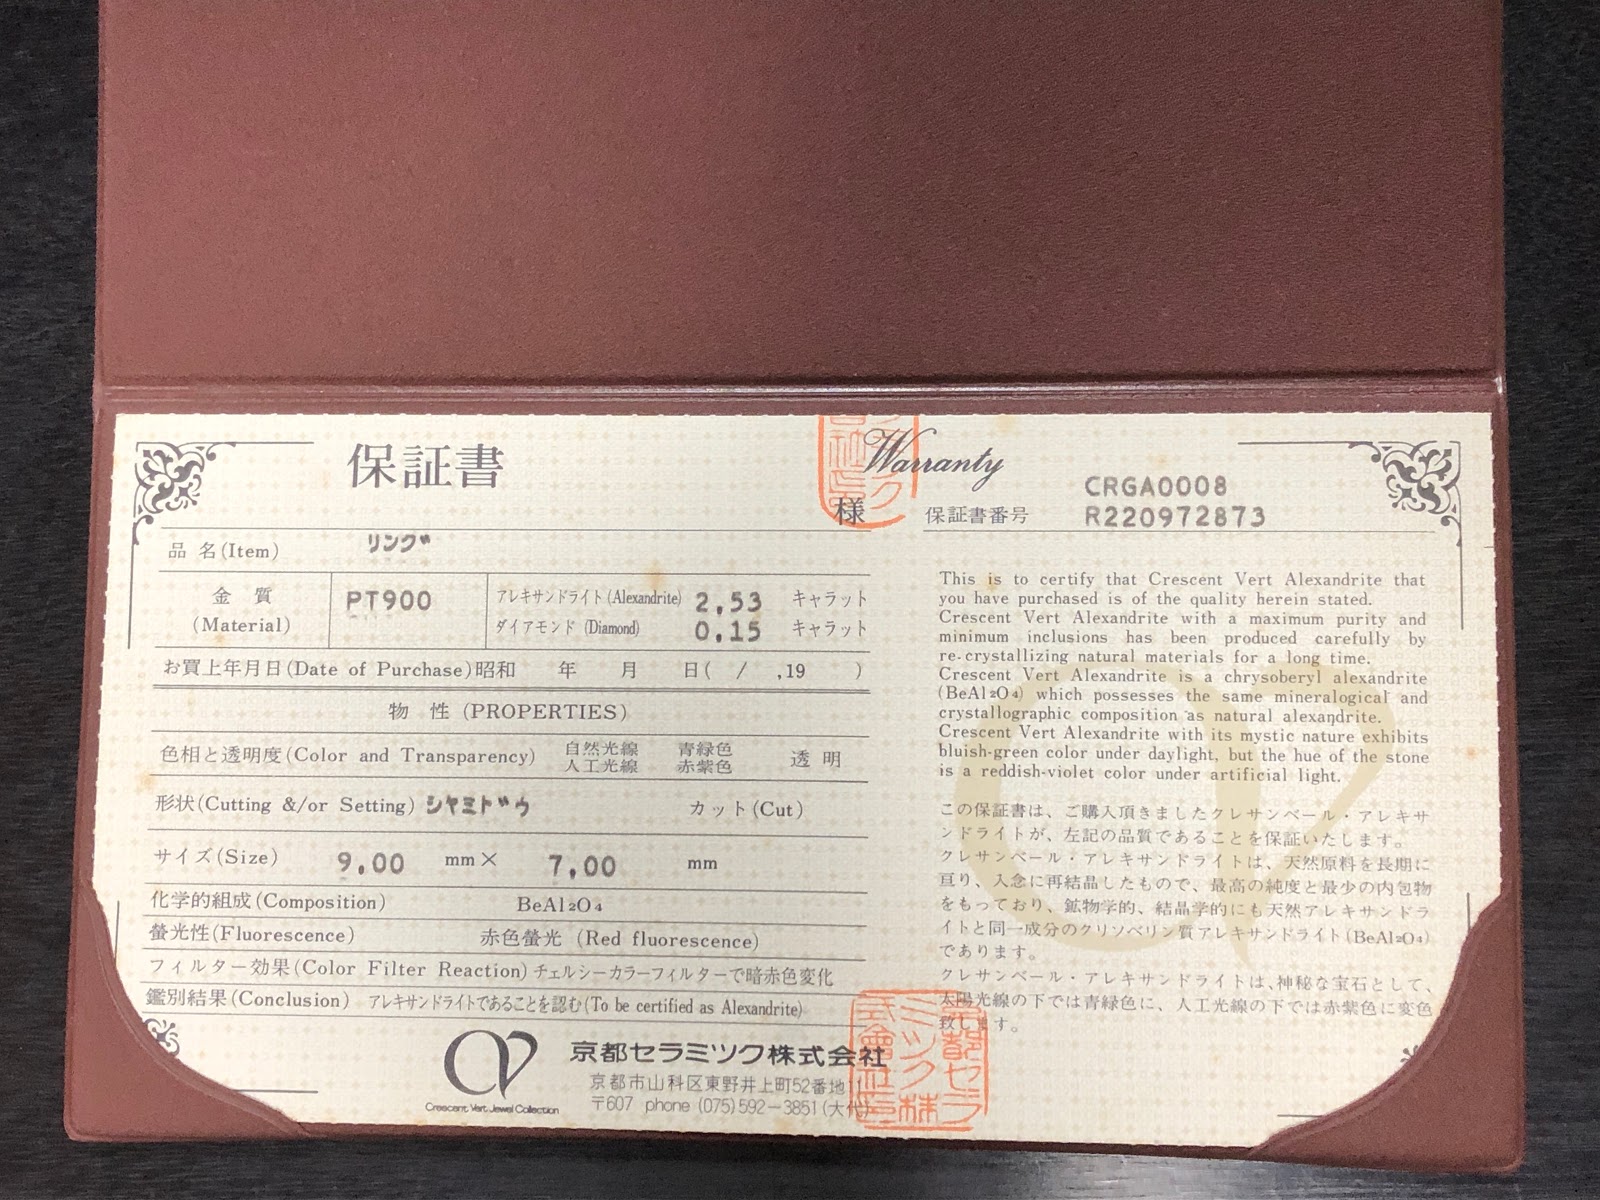 保証書
Warranty
様
保証書番号
CRGA0008
R220972873
品名(Item) リング
金質
(Material)
PT900
アレキサンドライト(Alexandrite) 2.53 キャラット
ダイアモンド (Diamond) 0.15 キャラット
お買上年月日(Date of Purchase)昭和 年 月 日( / ,19 )
物性 (PROPERTIES)
色相と透明度(Color and Transparency) 自然光線 青緑色 透明
人工光線 赤紫色
形状(Cutting &/or Setting) シヤミドウ カット(Cut)
サイズ(Size) 9.00 mm× 7.00 mm
化学的組成(Composition) BeAl2O4
螢光性(Fluorescence) 赤色螢光 (Red fluorescence)
フィルター効果(Color Filter Reaction)チェルシーカラーフィルターで暗赤色変化
鑑別結果(Conclusion) アレキサンドライトであることを認む(To be certified as Alexandrite)
Crescent Vert Jewel Collection
京都セラミツク株式会社
京都市山科区東野井上町52番地11
〒607 phone (075)592-3851(大代)
This is to certify that Crescent Vert Alexandrite that
you have purchased is of the quality herein stated.
Crescent Vert Alexandrite with a maximum purity and
minimum inclusions has been produced carefully by
re-crystallizing natural materials for a long time.
Crescent Vert Alexandrite is a chrysoberyl alexandrite
(BeAl2O4) which possesses the same mineralogical and
crystallographic composition as natural alexandrite.
Crescent Vert Alexandrite with its mystic nature exhibits
bluish-green color under daylight, but the hue of the stone
is a reddish-violet color under artificial light.
この保証書は、ご購入頂きましたクレサンベール・アレキサ
ンドライトが、左記の品質であることを保証いたします。
クレサンベール・アレキサンドライトは、天然原料を長期に
亘り、入念に再結晶したもので、最高の純度と最少の内包物
をもっており、鉱物学的、結晶学的にも天然アレキサンドラ
イトと同一成分のクリソベリン質アレキサンドライト(BeAl2O4)
であります。
クレサンベール・アレキサンドライトは、神秘な宝石として、
太陽光線の下では青緑色に、人工光線の下では赤紫色に変色
致します。